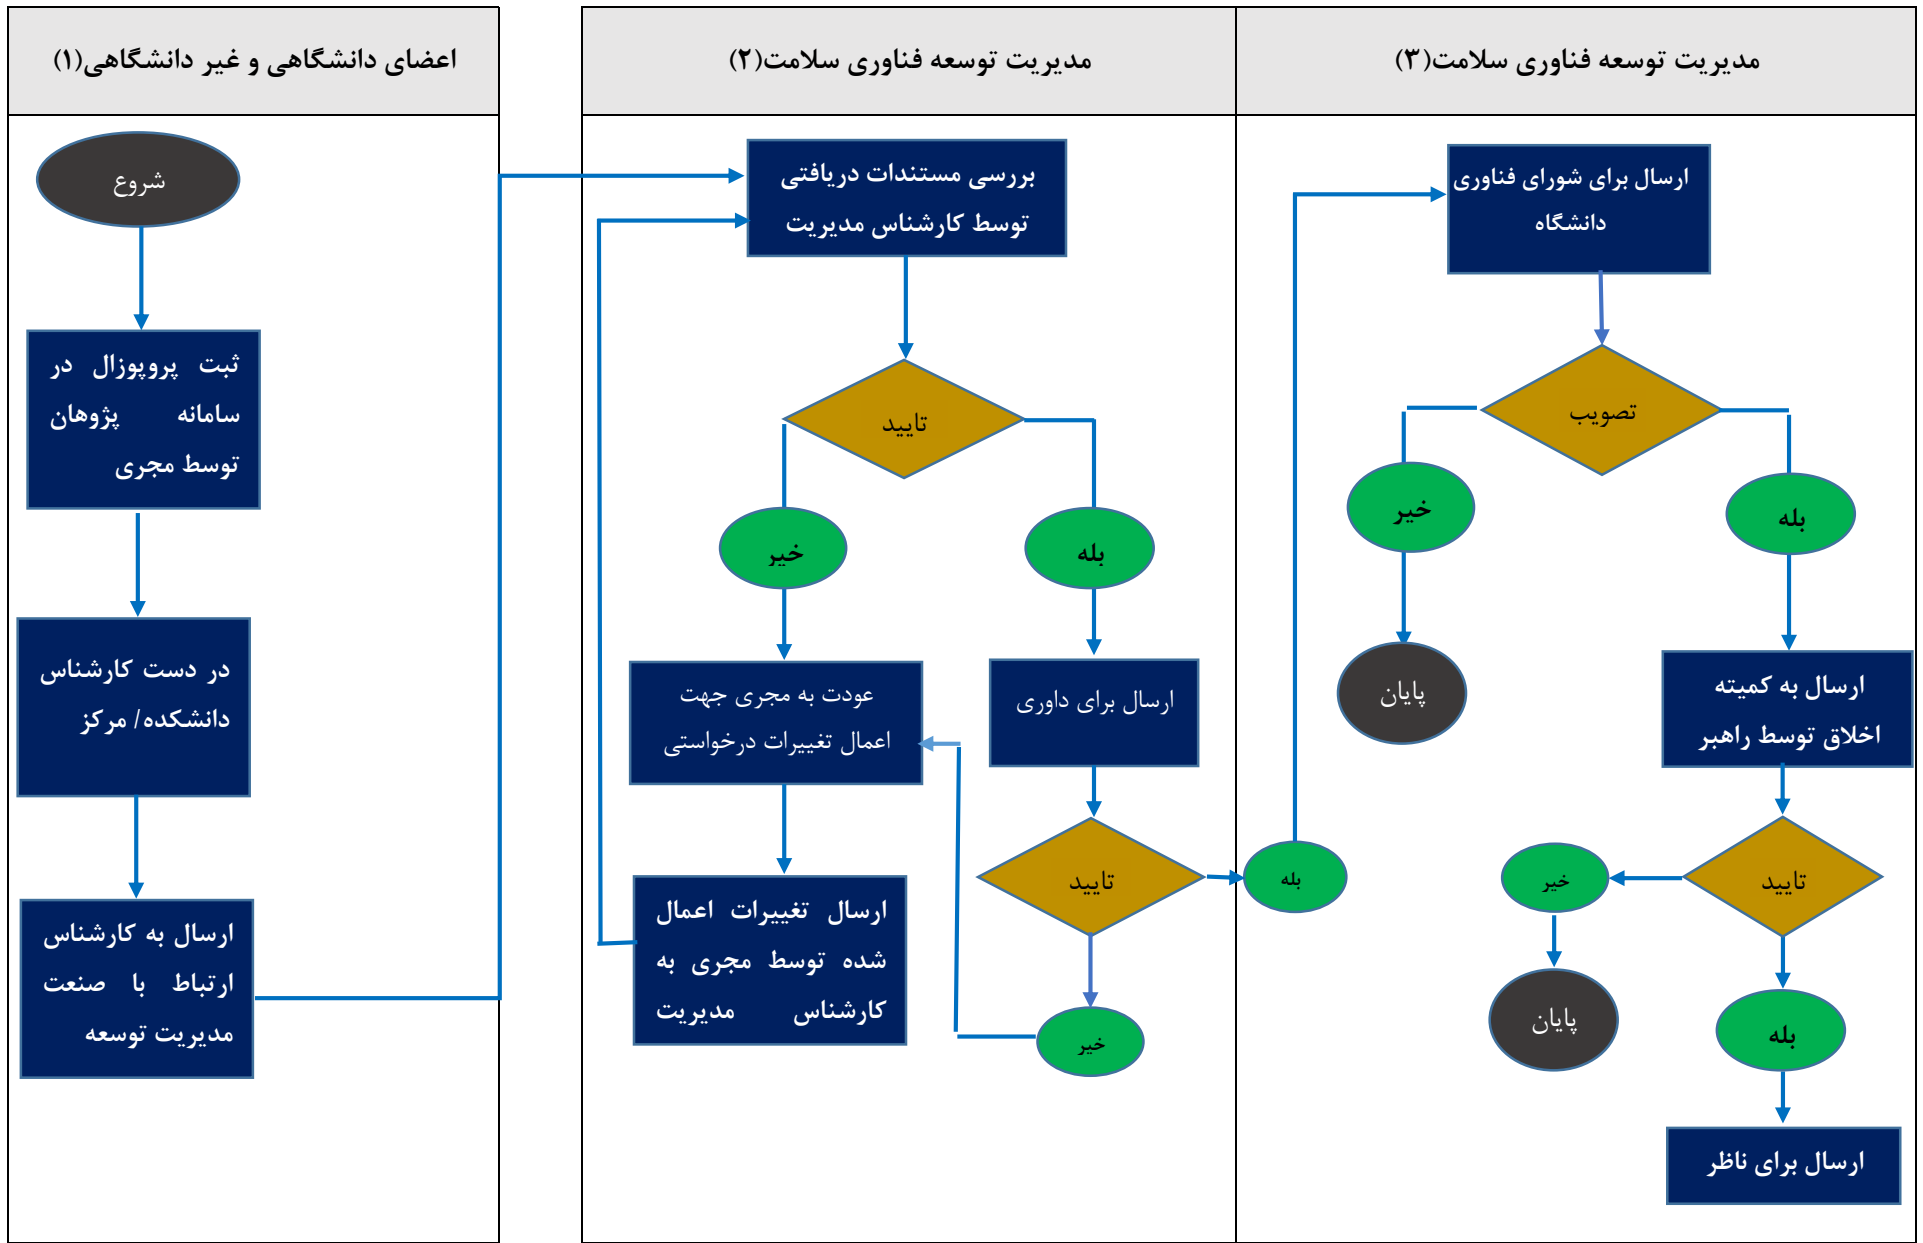 اعضای دانشگاهی و غیر دانشگاهی(۱)
شروع
ثبت پروپوزال در
سامانه پژوهان
توسط مجری
در دست کارشناس
دانشکده/ مرکز
ارسال به کارشناس
ارتباط با صنعت
مدیریت توسعه
مدیریت توسعه فناوری سلامت(۲)
بررسی مستندات دریافتی
توسط کارشناس مدیریت
تایید
خیر
بله
عودت به مجری جهت
اعمال تغییرات درخواستی
ارسال برای داوری
ارسال تغییرات اعمال
شده توسط مجری به
کارشناس مدیریت
تایید
خیر
بله
مدیریت توسعه فناوری سلامت(۳)
ارسال برای شورای فناوری
دانشگاه
تصویب
خیر
بله
پایان
ارسال به کمیته
اخلاق توسط راهبر
تایید
خیر
پایان
بله
ارسال برای ناظر